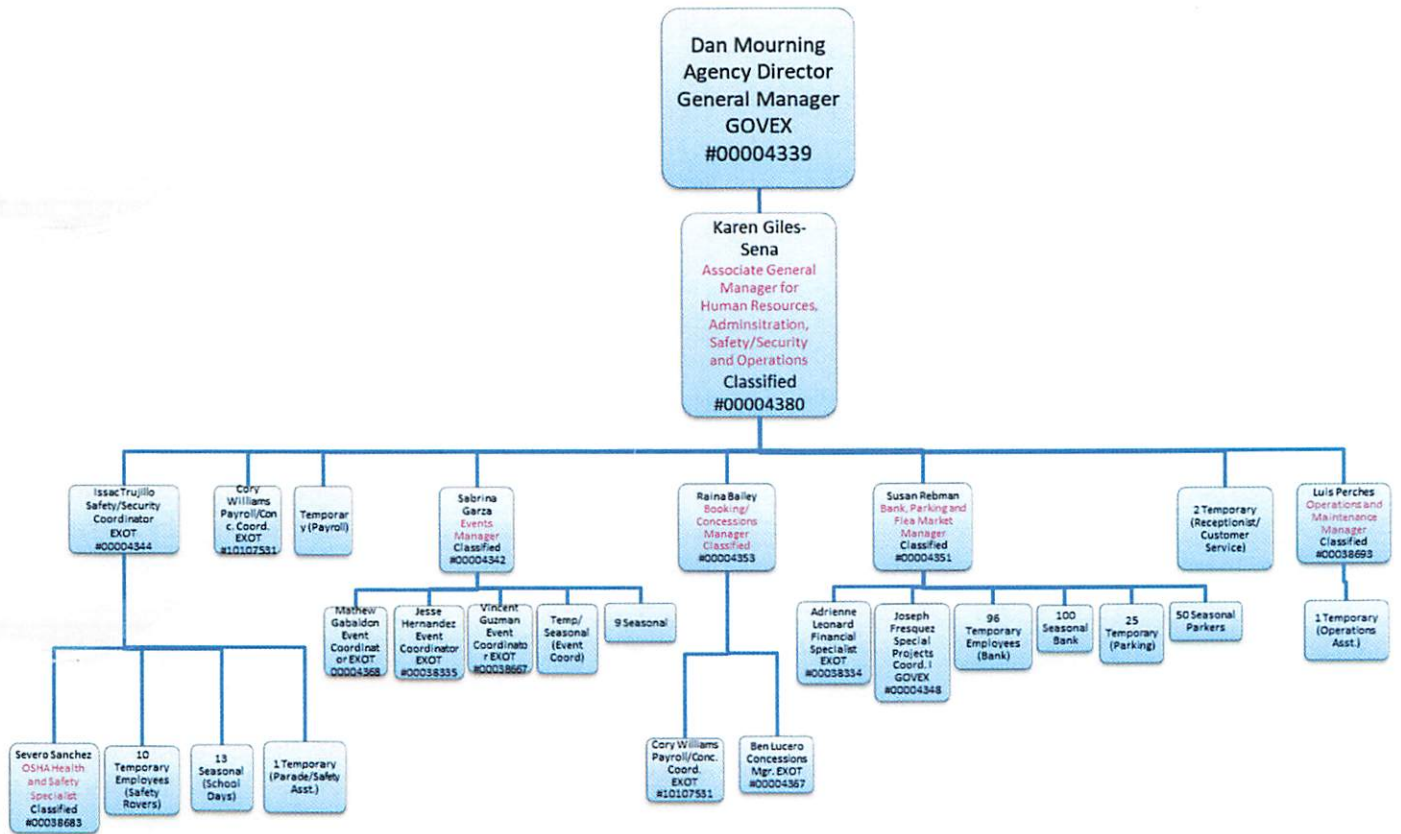 Dan Mourning
Agency Director
General Manager
GOVEX
#00004339
Karen Giles-
Sena
Associate General
Manager for
Human Resources,
Adminsitration,
Safety/Security
and Operations
Classified
#00004380
Issac Trujillo
Safety/Security
Coordinator
EXOT
#00004344
Cory
Williams
Payroll/Con
c. Coord.
EXOT
#10107531
Temporar
y (Payroll)
Sabrina
Garza
Events
Manager
Classified
#00004342
Raina Bailey
Booking/
Concessions
Manager
Classified
#00004353
Susan Rebman
Bank, Parking and
Flea Market
Manager
Classified
#00004351
2 Temporary
(Receptionist/
Customer
Service)
Luis Perches
Operations and
Maintenance
Manager
Classified
#00038693
Mathew
Gabaldon
Event
Coordinat
or EXOT
00004368
Jesse
Hernandez
Event
Coordinator
EXOT
#00038335
Vincent
Guzman
Event
Coordinato
r EXOT
#00038667
Temp/
Seasonal
(Event
Coord)
9 Seasonal
Adrienne
Leonard
Financial
Specialist
EXOT
#00038334
Joseph
Fresquez
Special
Projects
Coord. I
GOVEX
#00004348
96
Temporary
Employees
(Bank)
100
Seasonal
Bank
25
Temporary
(Parking)
50 Seasonal
Parkers
1 Temporary
(Operations
Asst.)
Severo Sanchez
OSHA Health
and Safety
Specialist
Classified
#00038683
10
Temporary
Employees
(Safety
Rovers)
13
Seasonal
(School
Days)
1 Temporary
(Parade/Safety
Asst.)
Cory Williams
Payroll/Conc.
Coord.
EXOT
#10107531
Ben Lucero
Concessions
Mgr. EXOT
#00004367